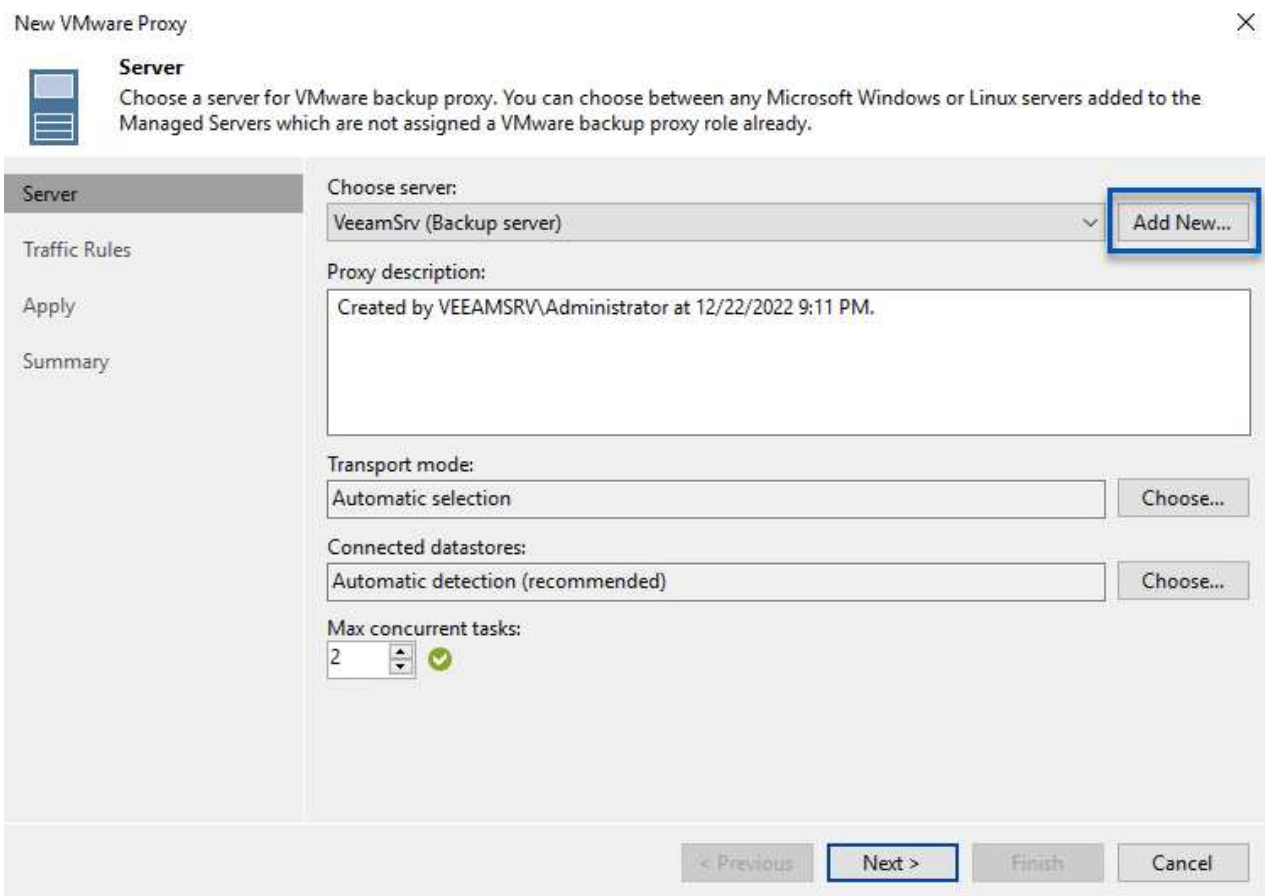 New VMware Proxy
Server
Choose a server for VMware backup proxy. You can choose between any Microsoft Windows or Linux servers added to the
Managed Servers which are not assigned a VMware backup proxy role already.
Server
Traffic Rules
Apply
Summary
Choose server:
VeeamSrv (Backup server)
Add New...
Proxy description:
Created by VEEAMSRV\Administrator at 12/22/2022 9:11 PM.
Transport mode:
Automatic selection
Choose...
Connected datastores:
Automatic detection (recommended)
Choose...
Max concurrent tasks:
2
< Previous
Next >
Finish
Cancel